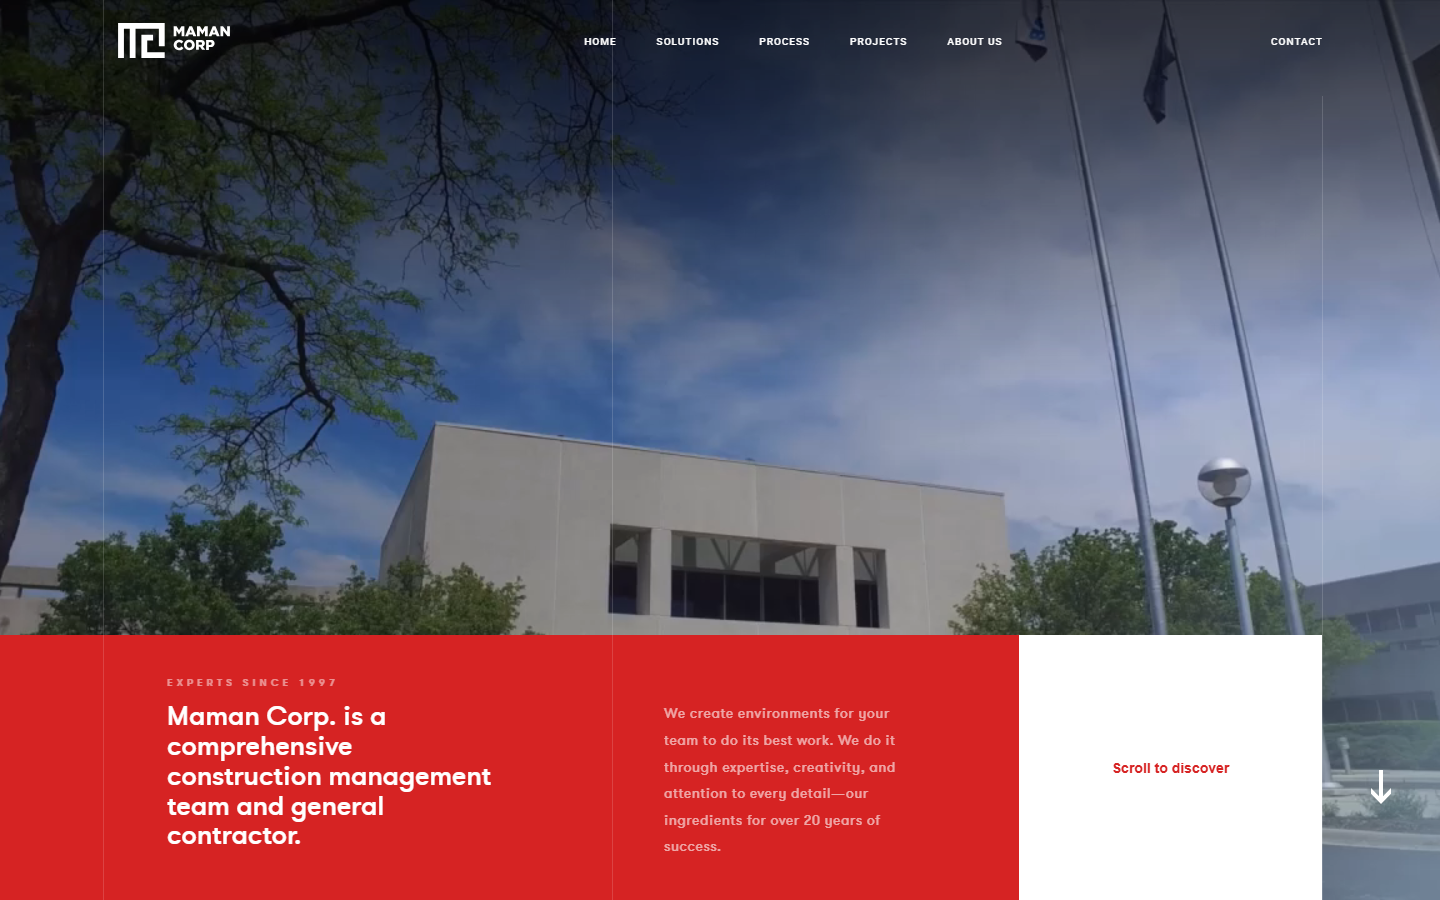 MAMAN
CORP
HOME SOLUTIONS PROCESS PROJECTS ABOUT US CONTACT
EXPERTS SINCE 1997
Maman Corp. is a
comprehensive
construction management
team and general
contractor.
We create environments for your
team to do its best work. We do it
through expertise, creativity, and
attention to every detail—our
ingredients for over 20 years of
success.
Scroll to discover